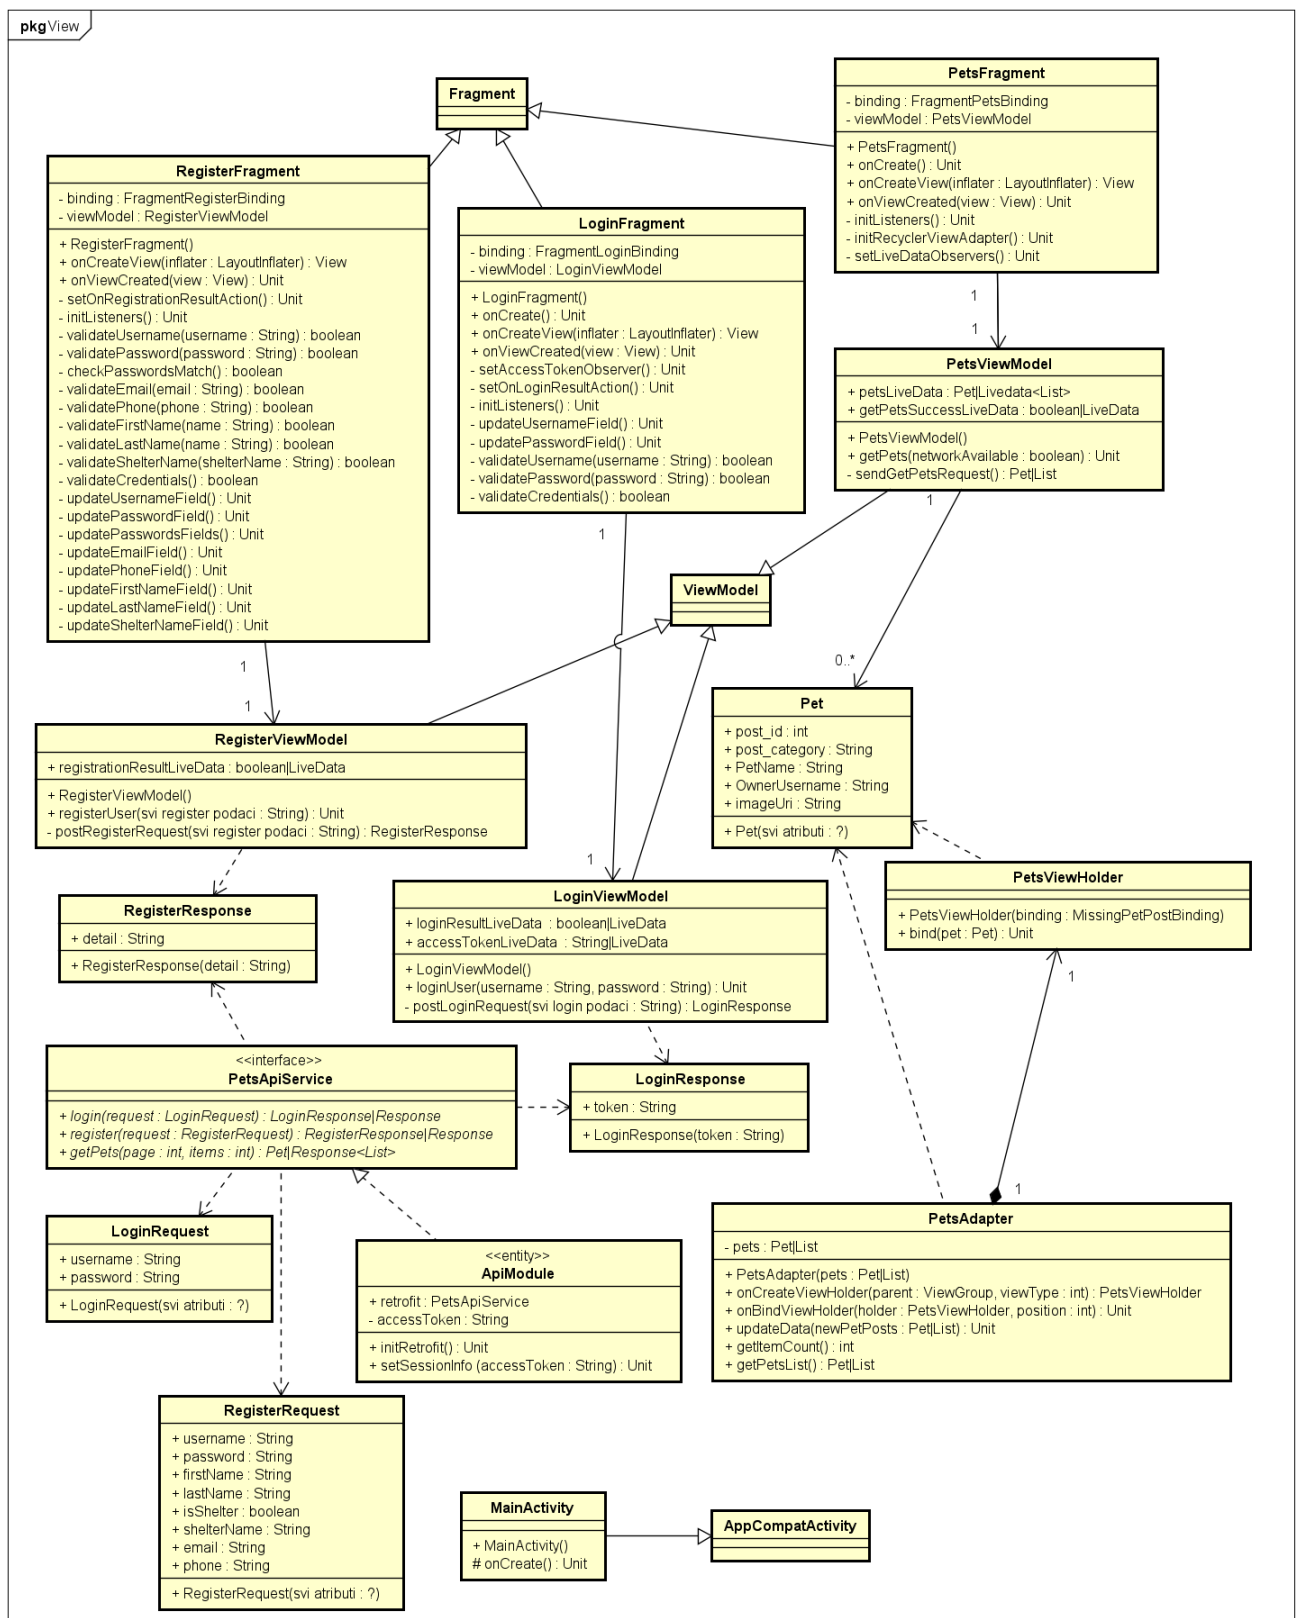 pkg View
Fragment
PetsFragment
- binding : FragmentPetsBinding
- viewModel : PetsViewModel
+ PetsFragment()
+ onCreate() : Unit
+ onCreateView(inflater : LayoutInflater) : View
+ onViewCreated(view : View) : Unit
- initListeners() : Unit
- initRecyclerViewAdapter() : Unit
- setLiveDataObservers() : Unit
RegisterFragment
- binding : FragmentRegisterBinding
- viewModel : RegisterViewModel
+ RegisterFragment()
+ onCreateView(inflater : LayoutInflater) : View
+ onViewCreated(view : View) : Unit
- setOnRegistrationResultAction() : Unit
- initListeners() : Unit
- validateUsername(username : String) : boolean
- validatePassword(password : String) : boolean
- checkPasswordsMatch() : boolean
- validateEmail(email : String) : boolean
- validatePhone(phone : String) : boolean
- validateFirstName(name : String) : boolean
- validateLastName(name : String) : boolean
- validateShelterName(shelterName : String) : boolean
- validateCredentials() : boolean
- updateUsernameField() : Unit
- updatePasswordField() : Unit
- updatePasswordsFields() : Unit
- updateEmailField() : Unit
- updatePhoneField() : Unit
- updateFirstNameField() : Unit
- updateLastNameField() : Unit
- updateShelterNameField() : Unit
LoginFragment
- binding : FragmentLoginBinding
- viewModel : LoginViewModel
+ LoginFragment()
+ onCreate() : Unit
+ onCreateView(inflater : LayoutInflater) : View
+ onViewCreated(view : View) : Unit
- setAccessTokenObserver() : Unit
- setOnLoginResultAction() : Unit
- initListeners() : Unit
- updateUsernameField() : Unit
- updatePasswordField() : Unit
- validateUsername(username : String) : boolean
- validatePassword(password : String) : boolean
- validateCredentials() : boolean
1
1
PetsViewModel
+ petsLiveData : Pet|Livedata<List>
+ getPetsSuccessLiveData : boolean|LiveData
+ PetsViewModel()
+ getPets(networkAvailable : boolean) : Unit
- sendGetPetsRequest() : Pet|List
1
1
ViewModel
0..*
1
1
Pet
+ post_id : int
+ post_category : String
+ PetName : String
+ OwnerUsername : String
+ imageUri : String
+ Pet(svi atributi : ?)
RegisterViewModel
+ registrationResultLiveData : boolean|LiveData
+ RegisterViewModel()
+ registerUser(svi register podaci : String) : Unit
- postRegisterRequest(svi register podaci : String) : RegisterResponse
1
PetsViewHolder
+ PetsViewHolder(binding : MissingPetPostBinding)
+ bind(pet : Pet) : Unit
RegisterResponse
+ detail : String
+ RegisterResponse(detail : String)
LoginViewModel
+ loginResultLiveData : boolean|LiveData
+ accessTokenLiveData : String|LiveData
+ LoginViewModel()
+ loginUser(username : String, password : String) : Unit
- postLoginRequest(svi login podaci : String) : LoginResponse
1
<<interface>>
PetsApiService
+ login(request : LoginRequest) : LoginResponse|Response
+ register(request : RegisterRequest) : RegisterResponse|Response
+ getPets(page : int, items : int) : Pet|Response<List>
LoginResponse
+ token : String
+ LoginResponse(token : String)
1
PetsAdapter
- pets : Pet|List
+ PetsAdapter(pets : Pet|List)
+ onCreateViewHolder(parent : ViewGroup, viewType : int) : PetsViewHolder
+ onBindViewHolder(holder : PetsViewHolder, position : int) : Unit
+ updateData(newPetPosts : Pet|List) : Unit
+ getItemCount() : int
+ getPetsList() : Pet|List
LoginRequest
+ username : String
+ password : String
+ LoginRequest(svi atributi : ?)
<<entity>>
ApiModule
+ retrofit : PetsApiService
- accessToken : String
+ initRetrofit() : Unit
+ setSessionInfo (accessToken : String) : Unit
RegisterRequest
+ username : String
+ password : String
+ firstName : String
+ lastName : String
+ isShelter : boolean
+ shelterName : String
+ email : String
+ phone : String
+ RegisterRequest(svi atributi : ?)
MainActivity
+ MainActivity()
# onCreate() : Unit
AppCompatActivity